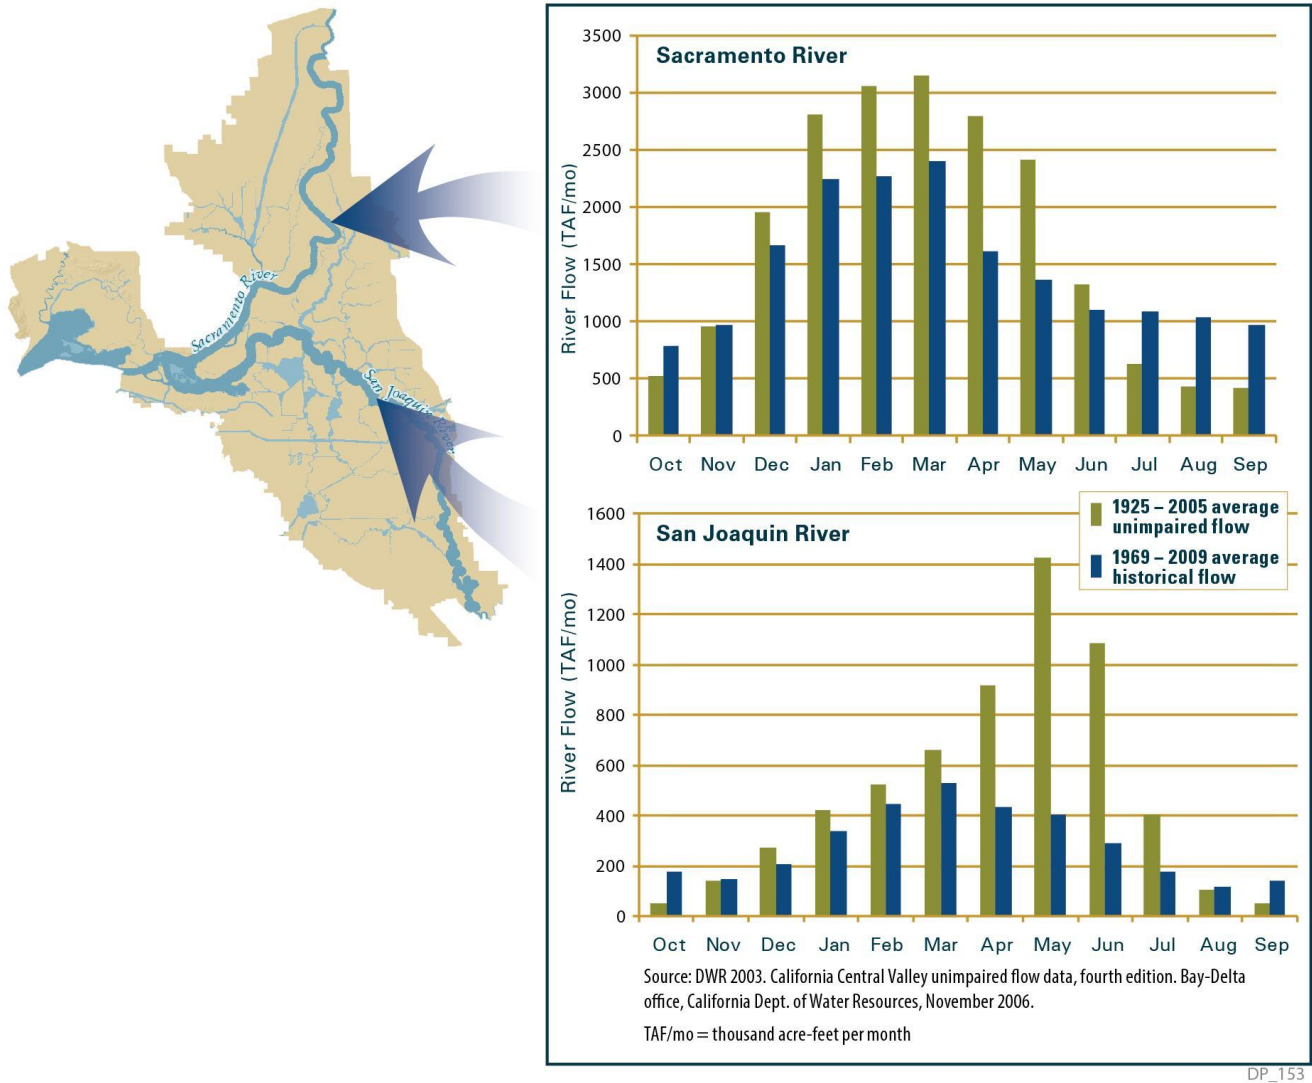 Sacramento River
San Joaquin River
Sacramento River
River Flow (TAF/mo)
3500
3000
2500
2000
1500
1000
500
0
Oct Nov Dec Jan Feb Mar Apr May Jun Jul Aug Sep
1925 – 2005 average
unimpaired flow
1969 – 2009 average
historical flow
San Joaquin River
River Flow (TAF/mo)
1600
1400
1200
1000
800
600
400
200
0
Oct Nov Dec Jan Feb Mar Apr May Jun Jul Aug Sep
Source: DWR 2003. California Central Valley unimpaired flow data, fourth edition. Bay-Delta
office, California Dept. of Water Resources, November 2006.
TAF/mo = thousand acre-feet per month
DP_153